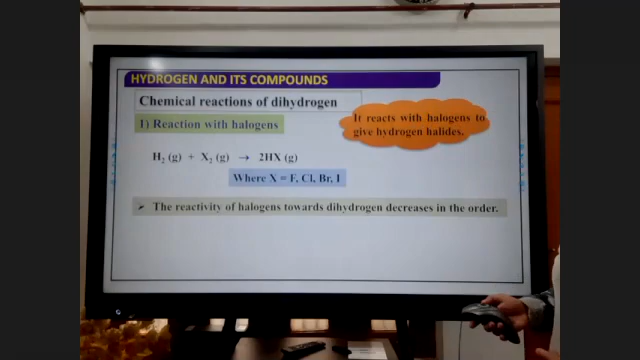 HYDROGEN AND ITS COMPOUNDS
Chemical reactions of dihydrogen
1) Reaction with halogens
It reacts with halogens to
give hydrogen halides.
H₂ (g) + X₂ (g) → 2HX (g)
Where X = F, Cl, Br, I
➢ The reactivity of halogens towards dihydrogen decreases in the order.